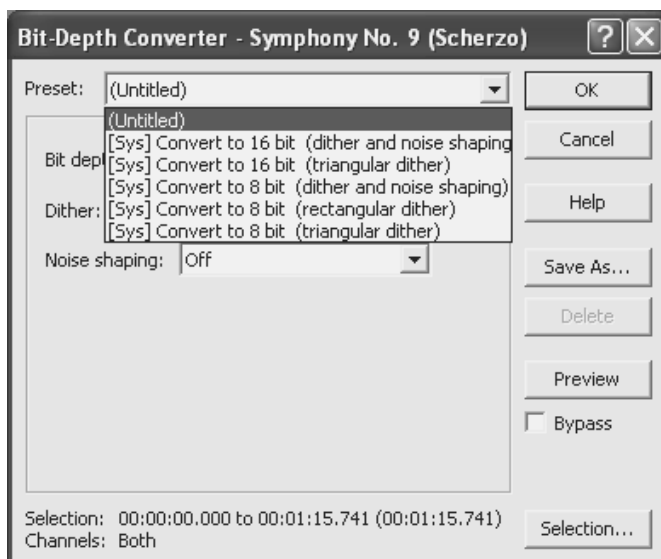 Bit-Depth Converter - Symphony No. 9 (Scherzo)
Preset: (Untitled)
OK
(Untitled)
[Sys] Convert to 16 bit (dither and noise shaping
[Sys] Convert to 16 bit (triangular dither)
[Sys] Convert to 8 bit (dither and noise shaping)
[Sys] Convert to 8 bit (rectangular dither)
[Sys] Convert to 8 bit (triangular dither)
Cancel
Bit dept
Dither:
Help
Noise shaping: Off
Save As...
Delete
Preview
Bypass
Selection: 00:00:00.000 to 00:01:15.741 (00:01:15.741)
Channels: Both
Selection...